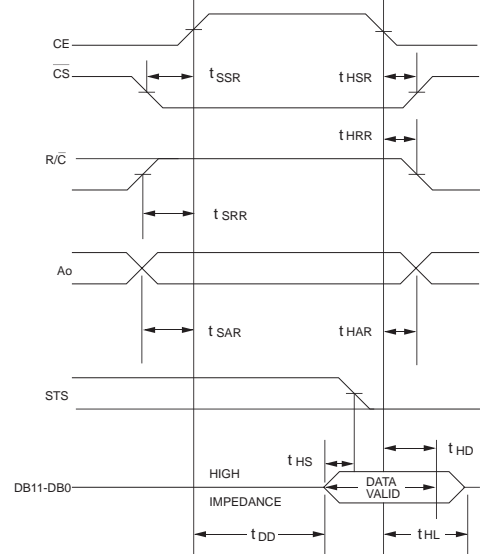 CE
CS
t SSR
t HSR
t HRR
R/C
t SRR
Ao
t SAR
t HAR
STS
t HS
t HD
HIGH
DATA
VALID
DB11-DB0
IMPEDANCE
t DD
t HL